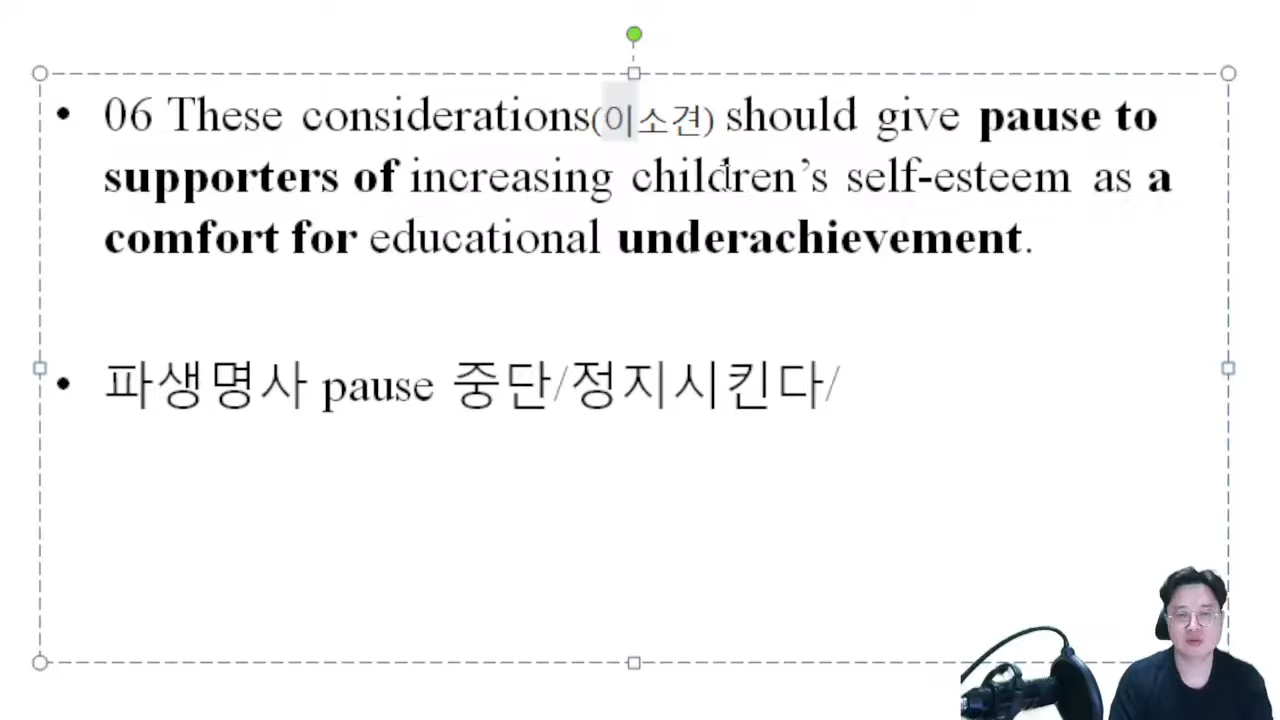 • 06 These considerations(이소견) should give pause to
supporters of increasing children’s self-esteem as a
comfort for educational underachievement.
• 파생명사 pause 중단/정지시킨다/